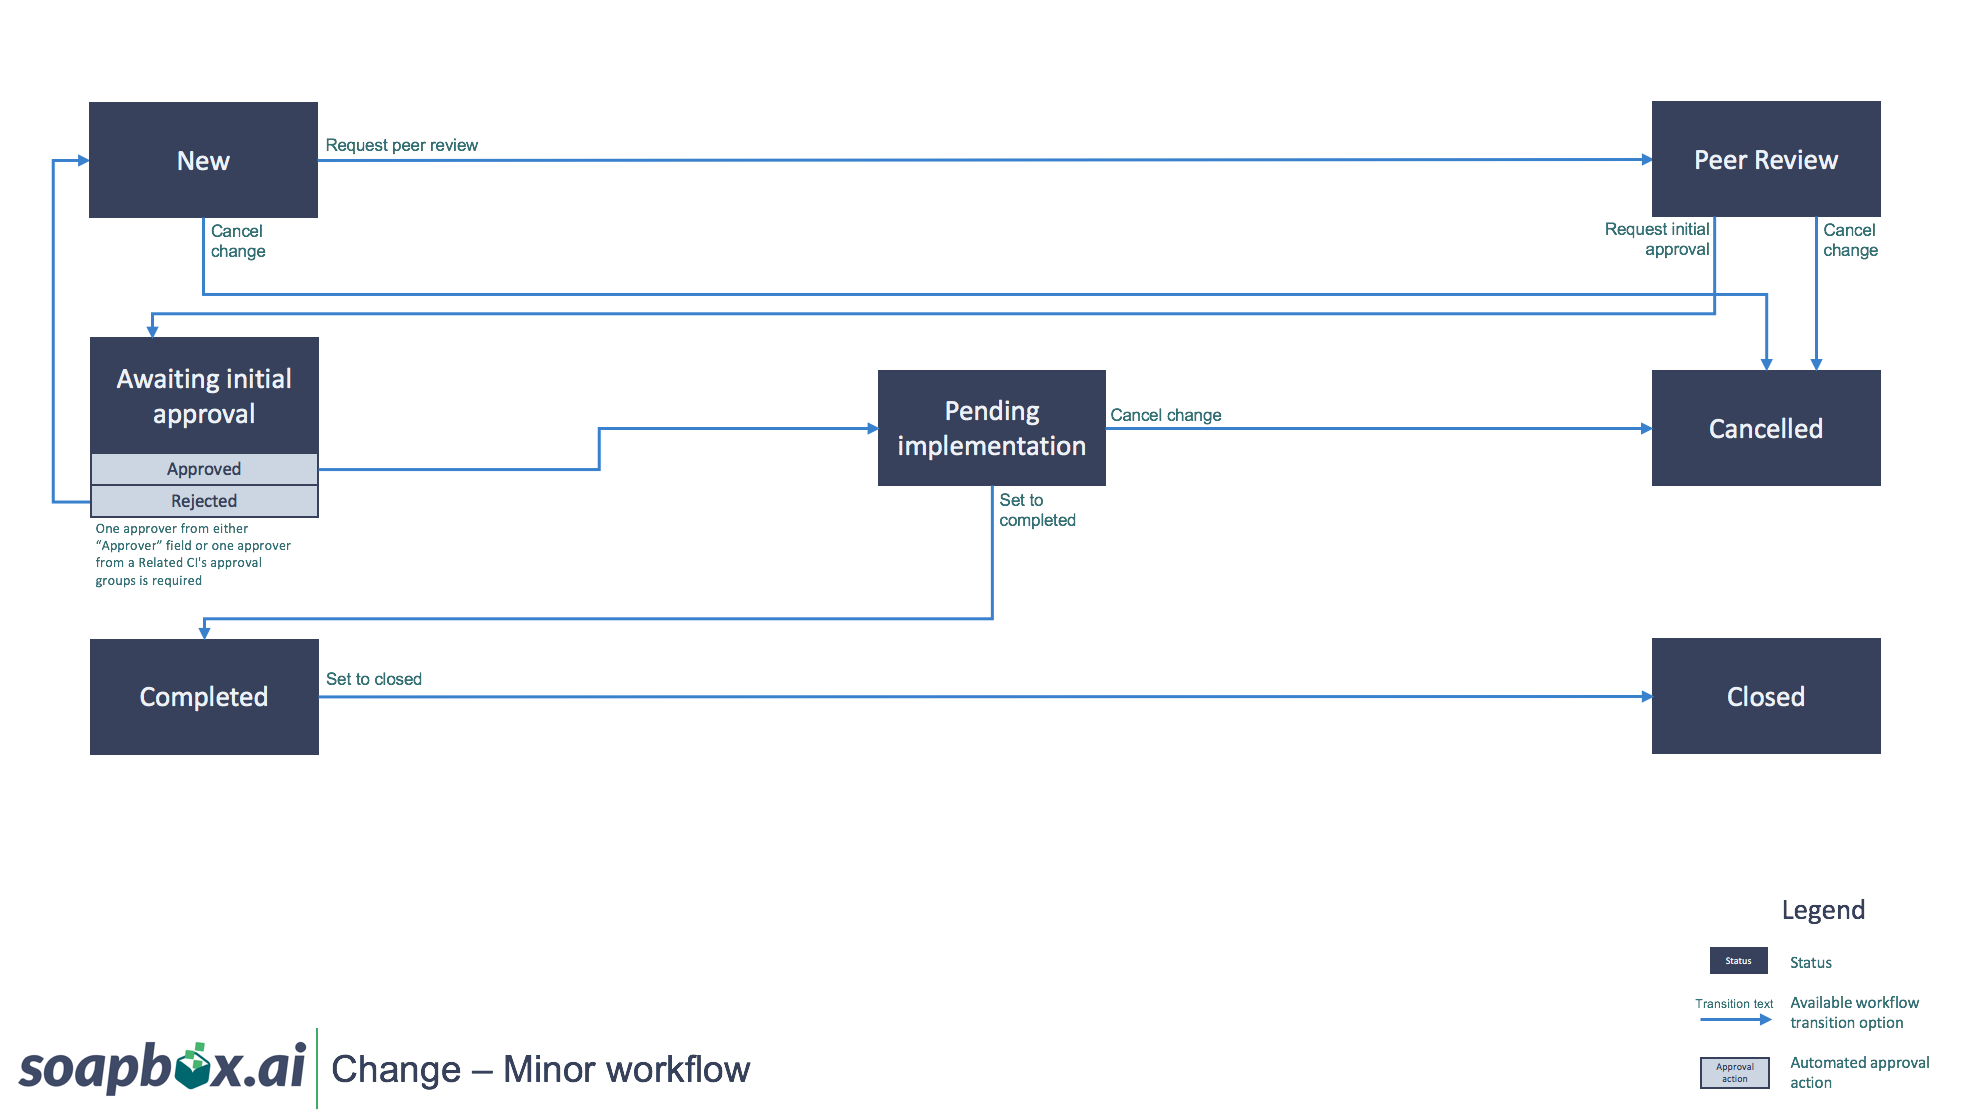 New
Request peer review
Peer Review
Cancel
change
Request initial
approval
Cancel
change
Awaiting initial
approval
Approved
Rejected
One approver from either
“Approver” field or one approver
from a Related CI's approval
groups is required
Pending
implementation
Cancel change
Cancelled
Set to
completed
Completed
Set to closed
Closed
Legend
Status
Status
Transition text
Available workflow
transition option
Approval
action
Automated approval
action
soapbox.ai
Change – Minor workflow